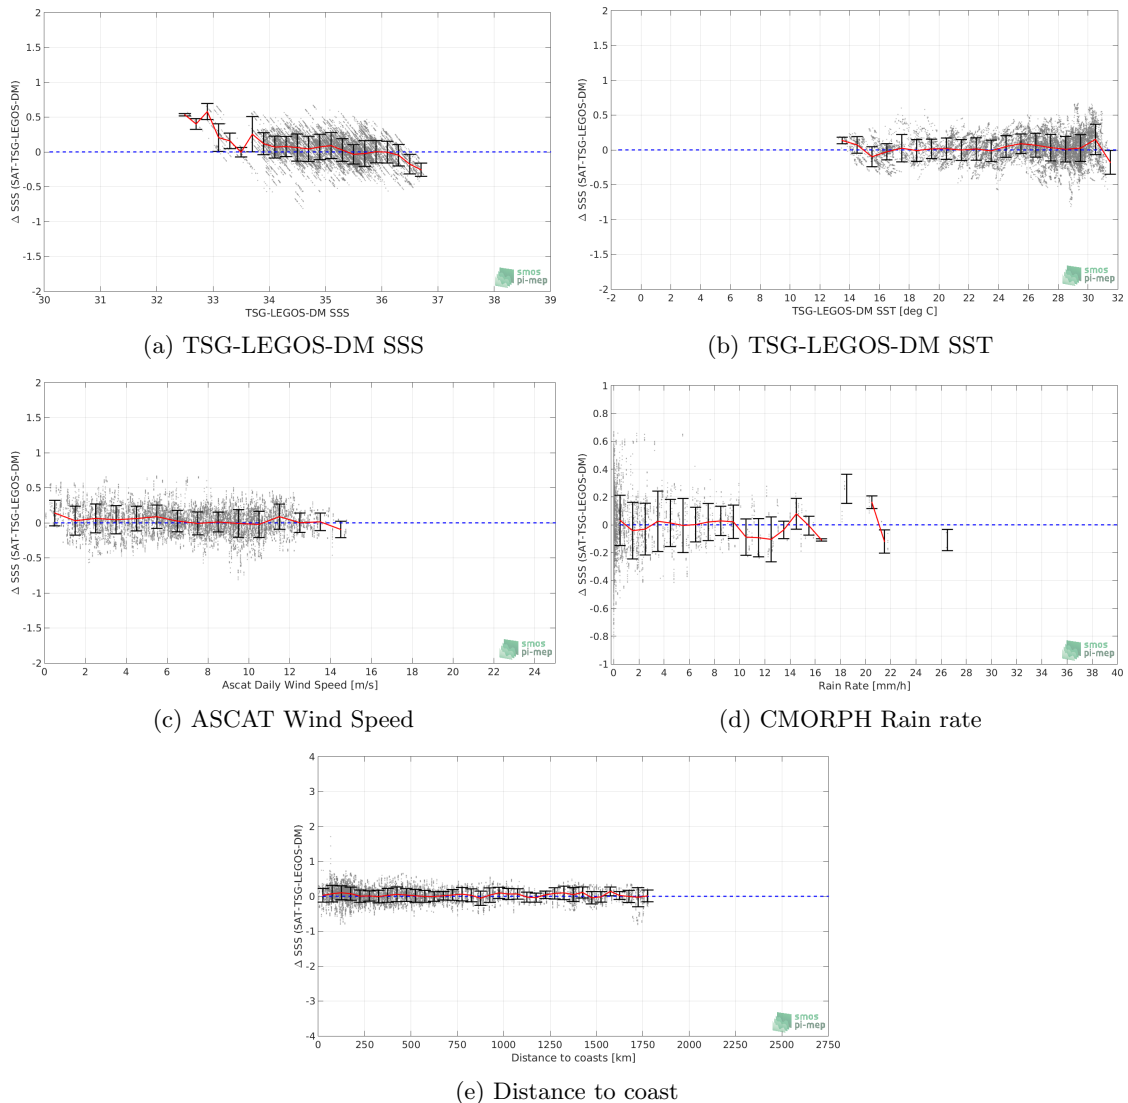 2
1.5
1
0.5
0
-0.5
-1
-1.5
-2
Δ SSS (SAT-TSG-LEGOS-DM)
30 31 32 33 34 35 36 37 38 39
TSG-LEGOS-DM SSS
smos
pi-mep
(a) TSG-LEGOS-DM SSS
2
1.5
1
0.5
0
-0.5
-1
-1.5
-2
Δ SSS (SAT-TSG-LEGOS-DM)
-2 0 2 4 6 8 10 12 14 16 18 20 22 24 26 28 30 32
TSG-LEGOS-DM SST [deg C]
smos
pi-mep
(b) TSG-LEGOS-DM SST
2
1.5
1
0.5
0
-0.5
-1
1.5
-2
Δ SSS (SAT-TSG-LEGOS-DM)
0 2 4 6 8 10 12 14 16 18 20 22 24
Ascat Daily Wind Speed [m/s]
smos
pi-mep
(c) ASCAT Wind Speed
1
0.8
0.6
0.4
0.2
0
-0.2
-0.4
-0.6
-0.8
-1
Δ SSS (SAT-TSG-LEGOS-DM)
0 2 4 6 8 10 12 14 16 18 20 22 24 26 28 30 32 34 36 38 40
Rain Rate [mm/h]
smos
pi-mep
(d) CMORPH Rain rate
4
3
2
1
0
-1
-2
-3
-4
Δ SSS (SAT-TSG-LEGOS-DM)
0 250 500 750 1000 1250 1500 1750 2000 2250 2500 2750
Distance to coasts [km]
smos
pi-mep
(e) Distance to coast